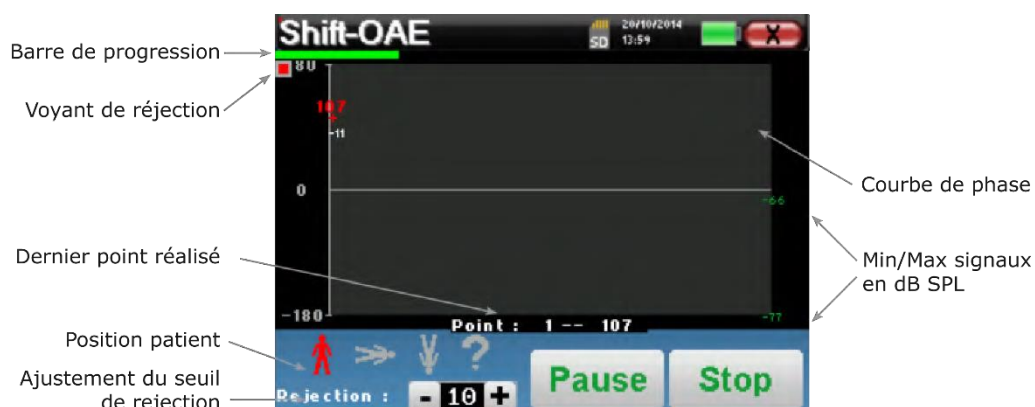 Shift-OAE
SD
20/10/2014
13:59
X
Barre de progression
80
Voyant de réjection
107
-11
Courbe de phase
0
-66
Dernier point réalisé
Min/Max signaux
en dB SPL
-180
-77
Point : 1 -- 107
Position patient
?
Pause
Stop
Ajustement du seuil
de rejection
Rejection : - 10 +